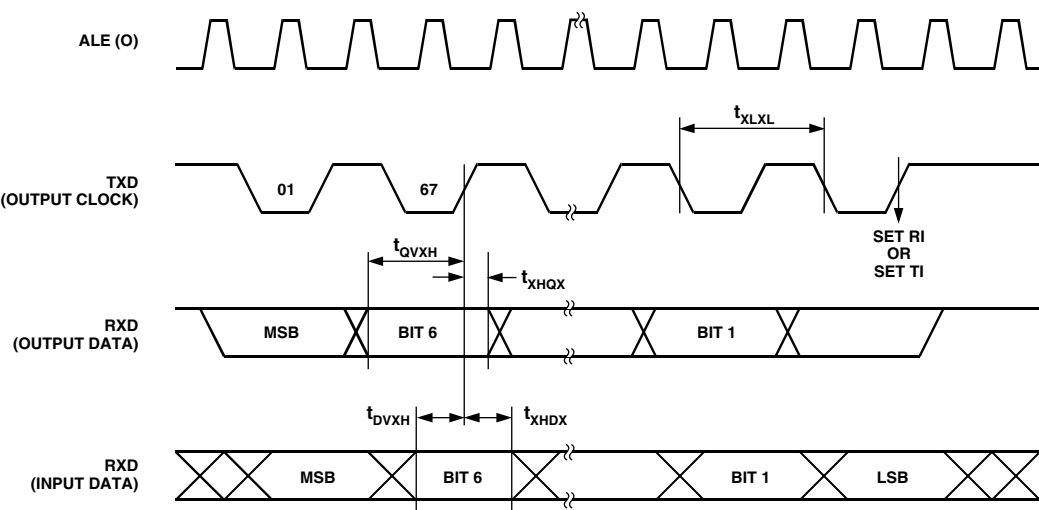 ALE (O)
tXLXL
TXD
(OUTPUT CLOCK)
01
67
SET RI
OR
SET TI
tQVXH
tXHQX
RXD
(OUTPUT DATA)
MSB
BIT 6
BIT 1
tDVXH
tXHDX
RXD
(INPUT DATA)
MSB
BIT 6
BIT 1
LSB